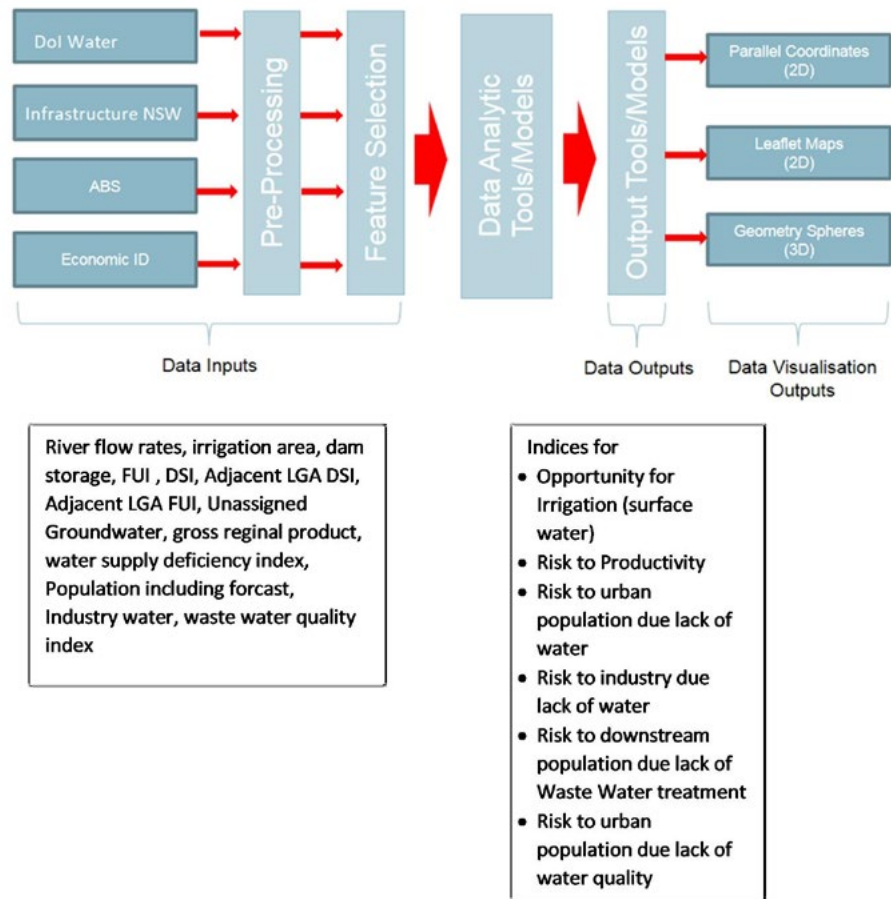 DoI Water
Infrastructure NSW
ABS
Economic ID
Pre-Processing
Feature Selection
Data Analytic
Tools/Models
Output Tools/Models
Parallel Coordinates
(2D)
Leaflet Maps
(2D)
Geometry Spheres
(3D)
Data Inputs
Data Outputs
Data Visualisation
Outputs
River flow rates, irrigation area, dam
storage, FUI , DSI, Adjacent LGA DSI,
Adjacent LGA FUI, Unassigned
Groundwater, gross reginal product,
water supply deficiency index,
Population including forcast,
Industry water, waste water quality
index
Indices for
• Opportunity for
Irrigation (surface
water)
• Risk to Productivity
• Risk to urban
population due lack of
water
• Risk to industry due
lack of water
• Risk to downstream
population due lack of
Waste Water treatment
• Risk to urban
population due lack of
water quality